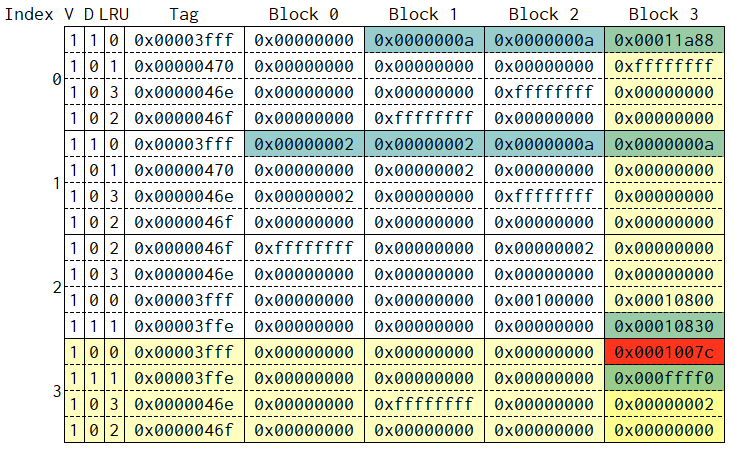 Index V D LRU Tag Block 0 Block 1 Block 2 Block 3
1 1 0 0x00003fff 0x00000000 0x0000000a 0x0000000a 0x00011a88
0 1 0 1 0x00000470 0x00000000 0x00000000 0x00000000 0xffffffff
1 0 3 0x0000046e 0x00000000 0x00000000 0xffffffff 0x00000000
1 0 2 0x0000046f 0x00000000 0xffffffff 0x00000000 0x00000000
1 1 0 0x00003fff 0x00000002 0x00000002 0x0000000a 0x0000000a
1 1 0 1 0x00000470 0x00000000 0x00000002 0x00000000 0x00000000
1 0 3 0x0000046e 0x00000002 0x00000000 0xffffffff 0x00000000
1 0 2 0x0000046f 0x00000000 0x00000000 0x00000000 0x00000000
1 0 2 0x0000046f 0xffffffff 0x00000000 0x00000002 0x00000000
2 1 0 3 0x0000046e 0x00000000 0x00000000 0x00000000 0x00000000
1 0 0 0x00003fff 0x00000000 0x00000000 0x00100000 0x00010800
1 1 1 0x00003ffe 0x00000000 0x00000000 0x00000000 0x00010830
1 0 0 0x00003fff 0x00000000 0x00000000 0x00000000 0x0001007c
3 1 1 1 0x00003ffe 0x00000000 0x00000000 0x00000000 0x000ffff0
1 0 3 0x0000046e 0x00000000 0xffffffff 0x00000000 0x00000002
1 0 2 0x0000046f 0x00000000 0x00000000 0x00000000 0x00000000